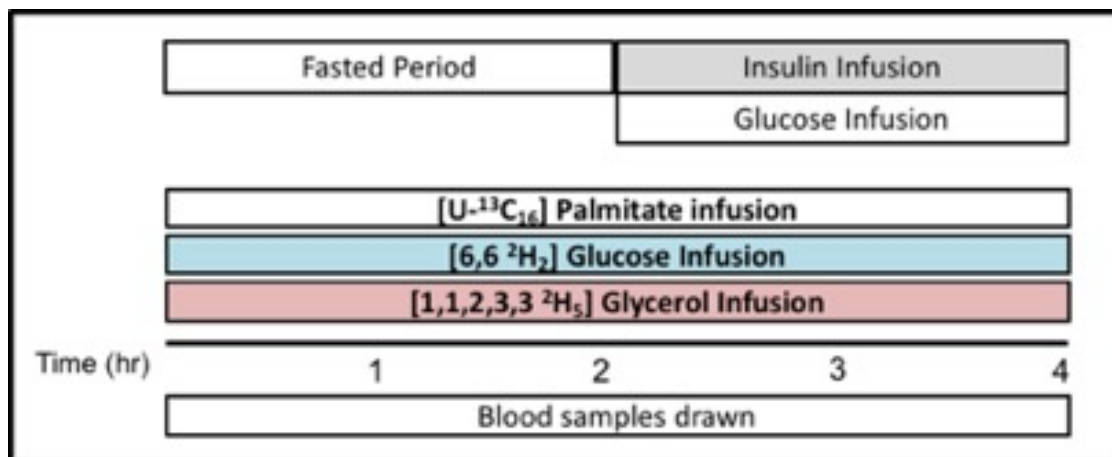 Fasted Period
Insulin Infusion
Glucose Infusion
[U-¹³C₁₆] Palmitate infusion
[6,6 ²H₂] Glucose Infusion
[1,1,2,3,3 ²H₅] Glycerol Infusion
Time (hr) 1 2 3 4
Blood samples drawn